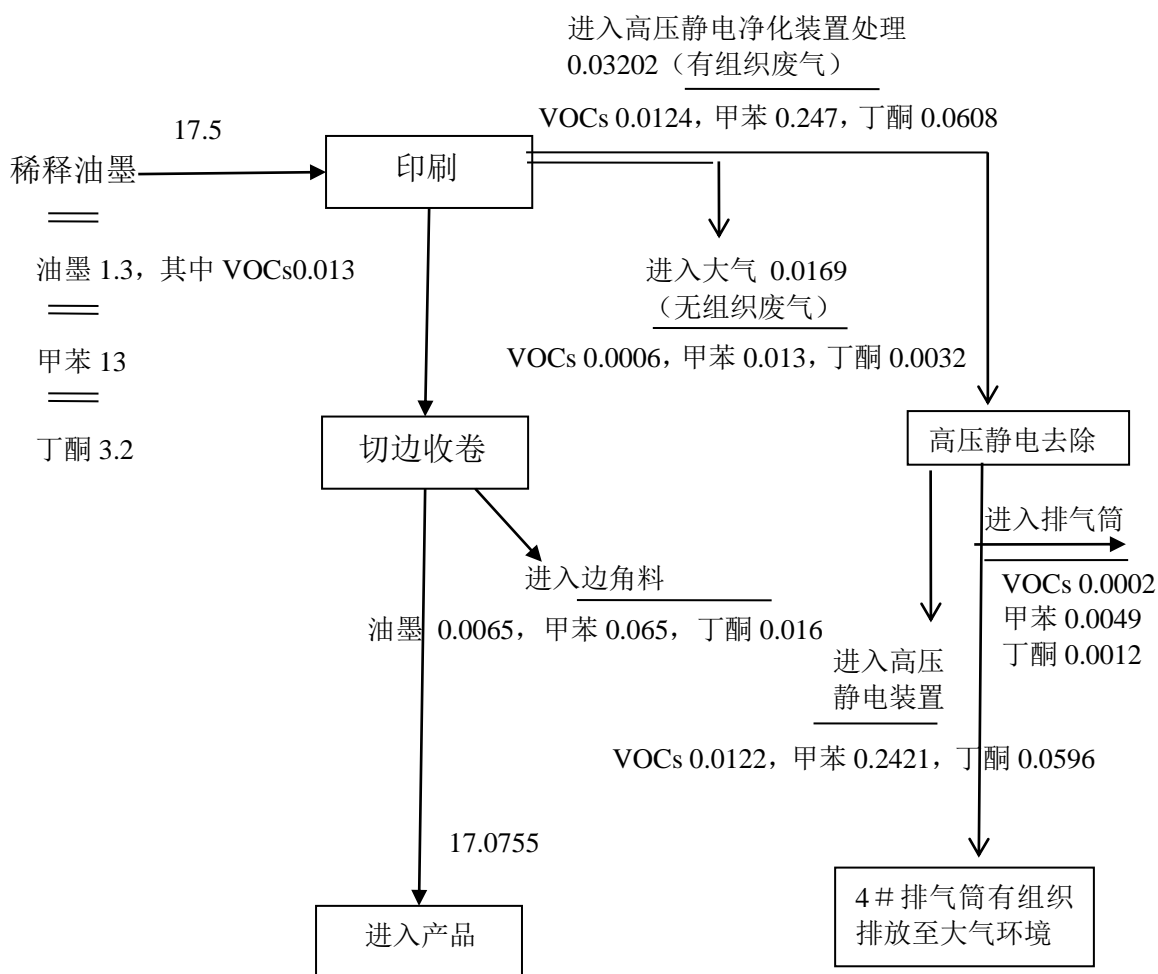 进入高压静电净化装置处理
0.03202（有组织废气）
VOCs 0.0124，甲苯 0.247，丁酮 0.0608
17.5
稀释油墨
印刷
油墨 1.3，其中 VOCs0.013
甲苯 13
丁酮 3.2
进入大气 0.0169
（无组织废气）
VOCs 0.0006，甲苯 0.013，丁酮 0.0032
切边收卷
高压静电去除
进入排气筒
VOCs 0.0002
甲苯 0.0049
丁酮 0.0012
进入边角料
油墨 0.0065，甲苯 0.065，丁酮 0.016
进入高压
静电装置
VOCs 0.0122，甲苯 0.2421，丁酮 0.0596
17.0755
进入产品
4＃排气筒有组织
排放至大气环境